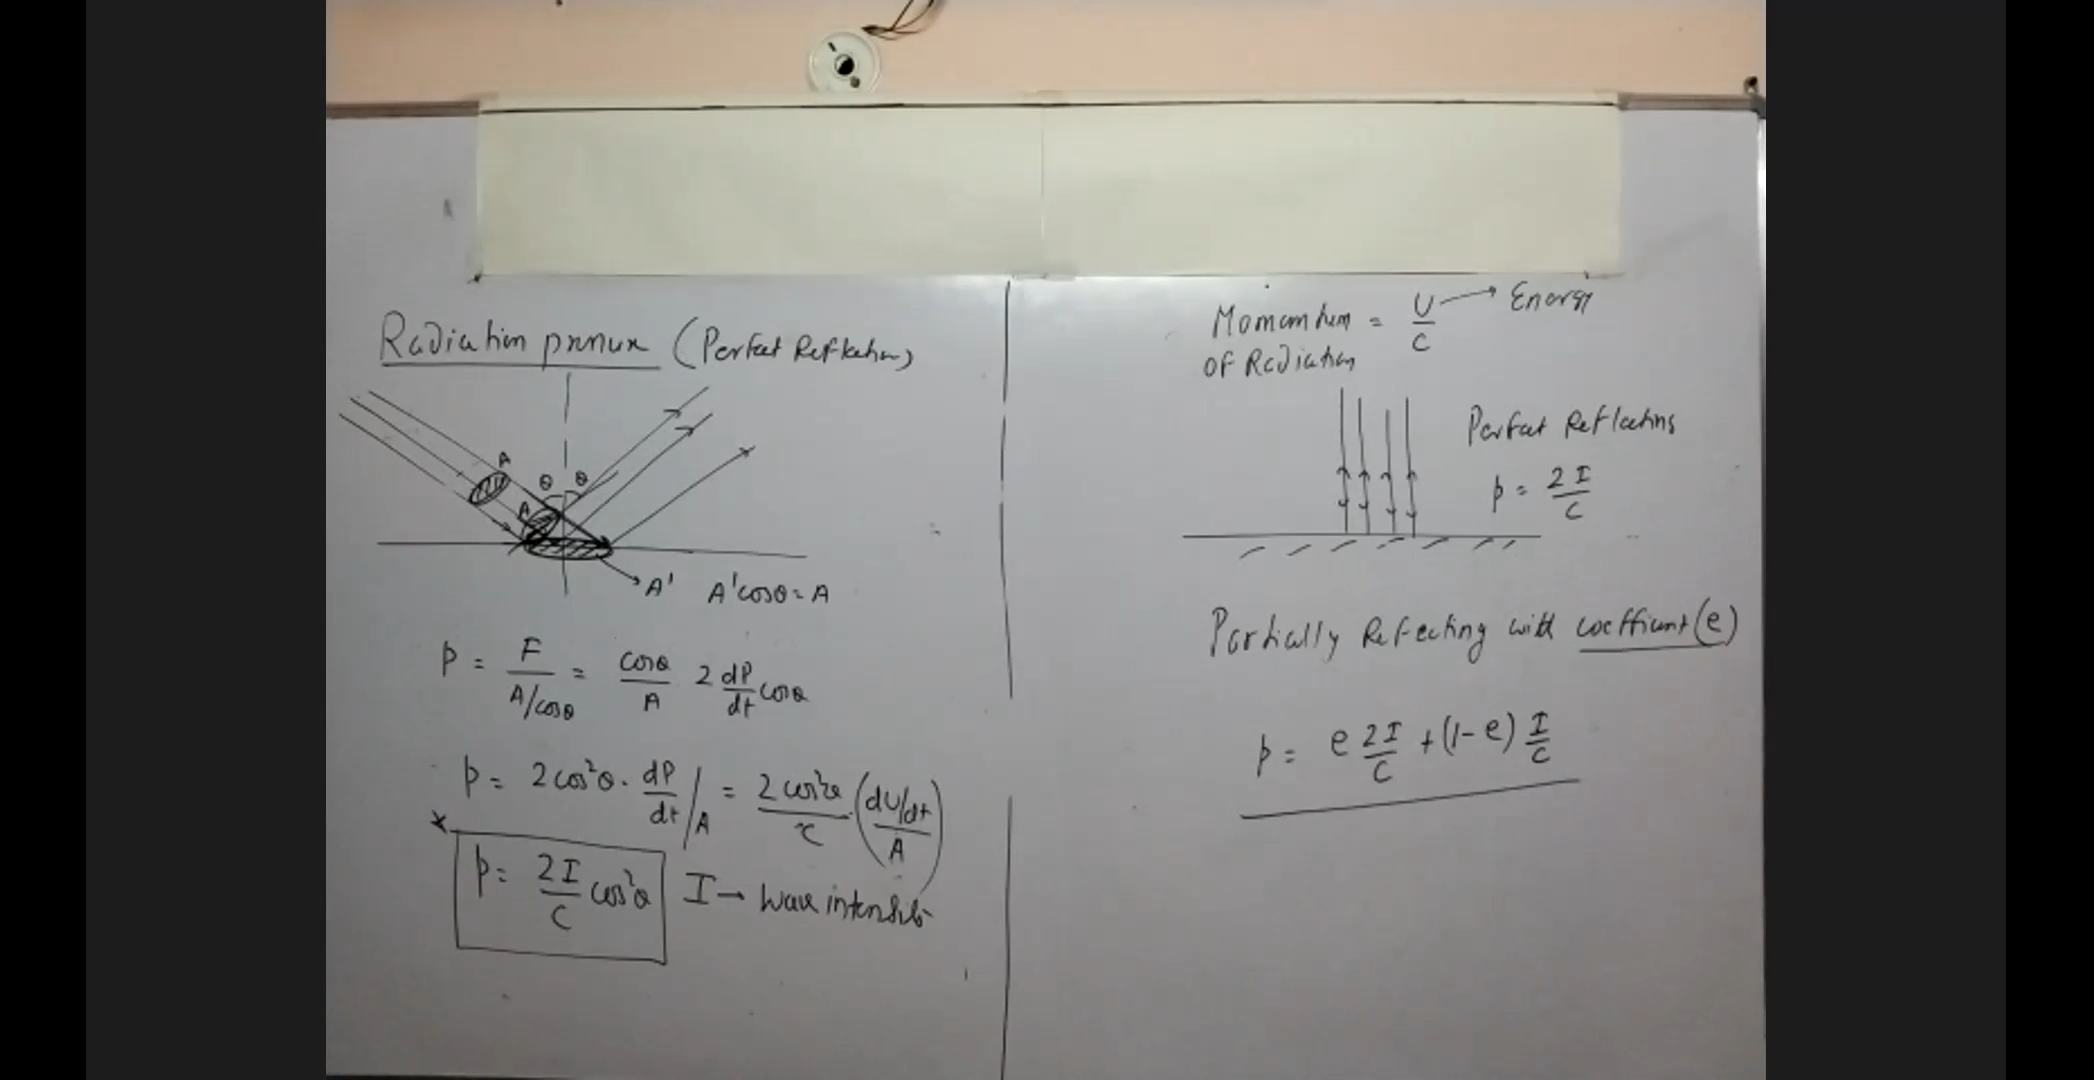 Radiation pressure (Perfect Reflection)
A
θ θ
A
A' A'cosθ = A
p = F / (A/cosθ) = cosθ/A 2 dP/dt cosθ
p = 2cos²θ · dP/dt / A = 2cos²θ/c · (dU/dt / A)
* p = 2I/C cos²θ I → Wave intensity
Momentum = U/C → Energy
of Radiation
Perfect Reflecting
p = 2I/C
Partially Reflecting with coefficient (e)
p = e 2I/C + (1-e) I/C